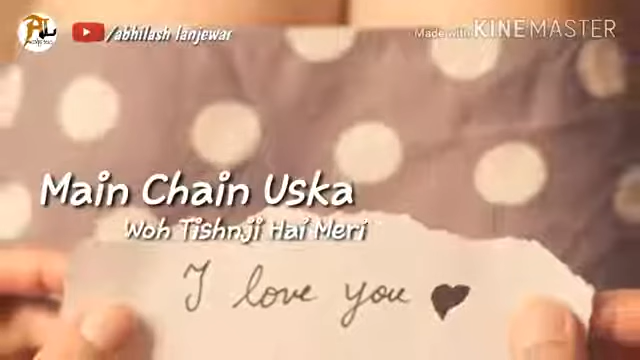 /abhilash lanjewar
Made with KINEMASTER
Main Chain Uska
Woh Tishnji Hai Meri
I love you